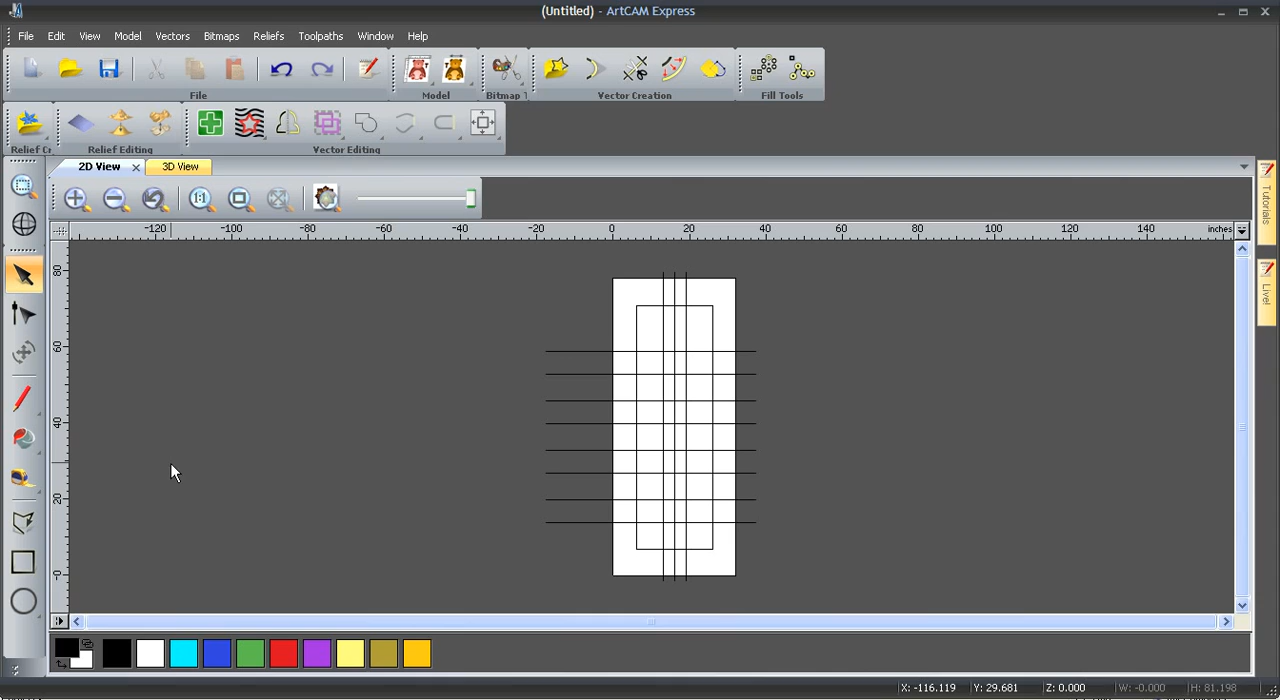 (Untitled) - ArtCAM Express
File Edit View Model Vectors Bitmaps Reliefs Toolpaths Window Help
File Model Bitmap T Vector Creation Fill Tools
Relief Cr Relief Editing Vector Editing
2D View 3D View
1:1
-120 -100 -80 -60 -40 -20 0 20 40 60 80 100 120 140 inches
80
60
40
20
-0
Tutorials
Live!
X: -116.119 Y: 29.681 Z: 0.000 W: -0.000 H: 81.198